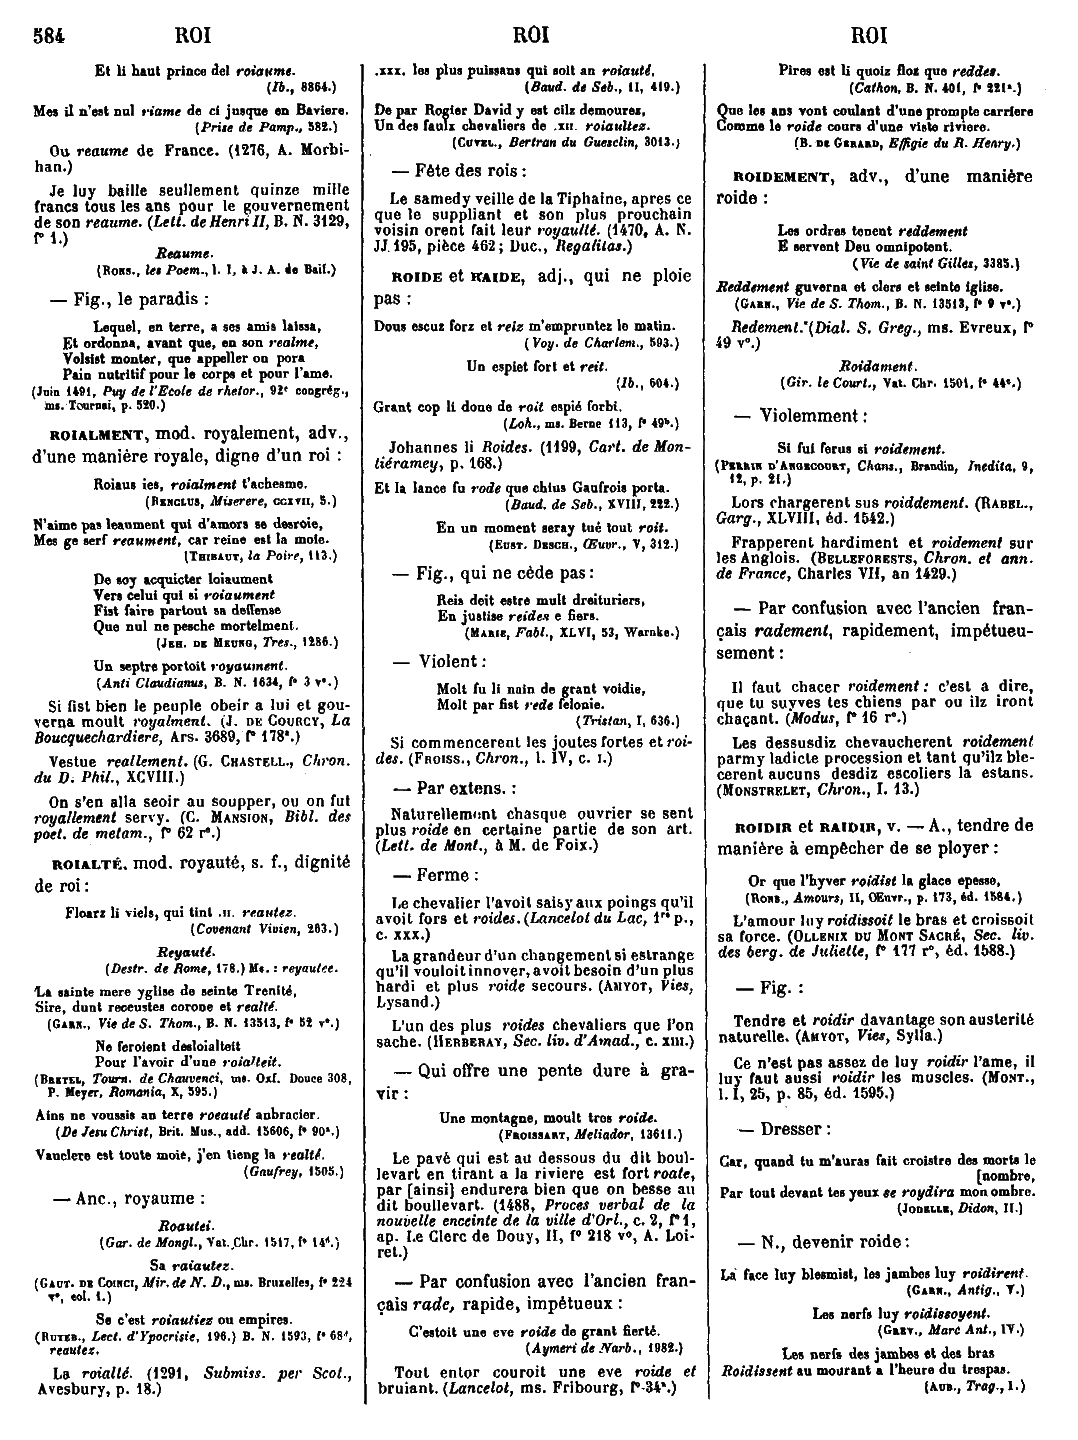 584 ROI ROI ROI
Et li haut prince del roiaume.
(Ib., 8864.)
Mes il n'est nul riame de ci jusque en Baviere.
(Prise de Pamp., 582.)
Ou reaume de France. (1276, A. Morbi-
han.)
Je luy baille seullement quinze mille
francs tous les ans pour le gouvernement
de son reaume. (Lett. de Henri II, B. N. 3129,
f° 1.)
Reaume.
(Rons., les Poem., l. I, à J. A. de Baïf.)
— Fig., le paradis :
Lequel, en terre, a ses amis laissa,
Et ordonna, avant que, en son realme,
Volsist monter, que appeller on pora
Pain nutritif pour le corps et pour l'ame.
(Juin 1491, Puy de l'Ecole de rhetor., 92e congrég.,
ms. Tournai, p. 520.)
ROIALMENT, mod. royalement, adv.,
d'une manière royale, digne d'un roi :
Roiaus ies, roialment t'achesme.
(Renclus, Miserere, CCXVII, 5.)
N'aime pas leaument qui d'amors se desroie,
Mes ge serf reaument, car reine est la moie.
(Thibaut, la Poire, 113.)
De soy acquicter loiaument
Vers celui qui si roiaument
Fist faire partout sa deffense
Que nul ne pesche mortelment.
(Jeh. de Meung, Tres., 1286.)
Un septre portoit royaument.
(Anti Claudianus, B. N. 1634, f° 3 v°.)
Si fist bien le peuple obeir a lui et gou-
verna moult royalment. (J. de Courcy, La
Boucquechardiere, Ars. 3689, f° 178a.)
Vestue reallement. (G. Chastell., Chron.
du D. Phil., XCVIII.)
On s'en alla seoir au soupper, ou on fut
royallement servy. (C. Mansion, Bibl. des
poet. de metam., f° 62 r°.)
ROIALTÉ, mod. royauté, s. f., dignité
de roi :
Floarz li viels, qui tint .II. reautez.
(Covenant Vivien, 263.)
Reyauté.
(Destr. de Rome, 178.) Ms. : reyautee.
La sainte mere yglise de seinte Trenité,
Sire, dunt receustes corone et realté.
(Garn., Vie de S. Thom., B. N. 13513, f° 52 v°.)
Ne feroient desloialteit
Pour l'avoir d'une roialteit.
(Bretel, Tourn. de Chauvenci, ms. Oxf. Douce 308,
P. Meyer, Romania, X, 595.)
Ains ne voussis an terre roeauté anbracier.
(De Jesu Christ, Brit. Mus., add. 15606, f° 90a.)
Vauclere est toute moie, j'en tieng la realté.
(Gaufrey, 1505.)
— Anc., royaume :
Roautei.
(Gar. de Mongl., Vat. Chr. 1517, f° 14d.)
Sa raiautez.
(Gaut. de Coinci, Mir. de N. D., ms. Bruxelles, f° 224
v°, col. 1.)
Se c'est roiautiez ou empires.
(Ruteb., Lect. d'Ypocrisie, 196.) B. N. 1593, f° 68d,
reautez.
La roialté. (1291, Submiss. per Scot.,
Avesbury, p. 18.)
.XXX. les plus puissans qui soit an roiauté,
(Baud. de Seb., II, 419.)
De par Rogier David y est cilz demourez,
Un des faulx chevaliers de .XII. roiaultez.
(Cuvel., Bertran du Guesclin, 3013.)
— Fête des rois :
Le samedy veille de la Tiphaine, apres ce
que le suppliant et son plus prouchain
voisin orent fait leur royaulté. (1470, A. N.
JJ 195, pièce 462 ; Duc., Regalitas.)
ROIDE et RAIDE, adj., qui ne ploie
pas :
Dous escuz forz et reiz m'empruntez le matin.
(Voy. de Charlem., 593.)
Un espiet fort et reit.
(Ib., 604.)
Grant cop li done de roit espié forbi.
(Loh., ms. Berne 113, f° 49b.)
Johannes li Roides. (1199, Cart. de Mon-
tiéramey, p. 168.)
Et la lance fu rode que chius Gaufrois porta.
(Baud. de Seb., XVIII, 222.)
En un moment seray tué tout roit.
(Eust. Desch., Œuvr., V, 312.)
— Fig., qui ne cède pas :
Reis deit estre mult dreituriers,
En justise reides e fiers.
(Marie, Fabl., XLVI, 53, Warnke.)
— Violent :
Molt fu li nain de grant voidie,
Molt par fist rede felonie.
(Tristan, I, 636.)
Si commencerent les joutes fortes et roi-
des. (Froiss., Chron., l. IV, c. I.)
— Par extens. :
Naturellement chasque ouvrier se sent
plus roide en certaine partie de son art.
(Lett. de Mont., à M. de Foix.)
— Ferme :
Le chevalier l'avoit saisy aux poings qu'il
avoit fors et roides. (Lancelot du Lac, 1re p.,
c. XXX.)
La grandeur d'un changement si estrange
qu'il vouloit innover, avoit besoin d'un plus
hardi et plus roide secours. (Amyot, Vies,
Lysand.)
L'un des plus roides chevaliers que l'on
sache. (Herberay, Sec. liv. d'Amad., c. XIII.)
— Qui offre une pente dure à gra-
vir :
Une montagne, moult tres roide.
(Froissart, Meliador, 13611.)
Le pavé qui est au dessous du dit boul-
levart en tirant a la riviere est fort roate,
par [ainsi] endurera bien que on besse au
dit boullevart. (1488, Proces verbal de la
nouvelle enceinte de la ville d'Orl., c. 2, f° 1,
ap. Le Clerc de Douy, II, f° 218 v°, A. Loi-
ret.)
— Par confusion avec l'ancien fran-
çais rade, rapide, impétueux :
C'estoit une eve roide de grant fierté.
(Aymeri de Narb., 1982.)
Tout entor couroit une eve roide et
bruiant. (Lancelot, ms. Fribourg, f° 34a.)
Pires est li quoiz floz que reddes.
(Cathon, B. N. 401, f° 221a.)
Que les ans vont coulant d'une prompte carriere
Comme le roide cours d'une viste riviere.
(B. de Gerard, Effigie du R. Henry.)
ROIDEMENT, adv., d'une manière
roide :
Les ordres tenent reddement
E servent Deu omnipotent.
(Vie de saint Gilles, 3385.)
Reddement guverna et clers et seinte iglise.
(Garn., Vie de S. Thom., B. N. 13513, f° 9 v°.)
Redement. (Dial. S. Greg., ms. Evreux, f°
49 v°.)
Roidament.
(Gir. le Court., Vat. Chr. 1501, f° 44a.)
— Violemment :
Si fui ferus si roidement.
(Perrin d'Angecourt, Chans., Brandin, Inedita, 9,
12, p. 21.)
Lors chargerent sus roiddement. (Rabel.,
Garg., XLVIII, éd. 1542.)
Frapperent hardiment et roidement sur
les Anglois. (Belleforests, Chron. et ann.
de France, Charles VII, an 1429.)
— Par confusion avec l'ancien fran-
çais radement, rapidement, impétueu-
sement :
Il faut chacer roidement : c'est a dire,
que tu suyves tes chiens par ou ilz iront
chaçant. (Modus, f° 16 r°.)
Les dessusdiz chevaucherent roidement
parmy ladicte procession et tant qu'ilz ble-
cerent aucuns desdiz escoliers la estans.
(Monstrelet, Chron., I. 13.)
ROIDIR et RAIDIR, v. — A., tendre de
manière à empêcher de se ployer :
Or que l'hyver roidist la glace epesse,
(Rons., Amours, II, Œuvr., p. 173, éd. 1584.)
L'amour luy roidissoit le bras et croissoit
sa force. (Ollenix du Mont Sacré, Sec. liv.
des berg. de Juliette, f° 177 r°, éd. 1588.)
— Fig. :
Tendre et roidir davantage son austerité
naturelle. (Amyot, Vies, Sylla.)
Ce n'est pas assez de luy roidir l'ame, il
luy faut aussi roidir les muscles. (Mont.,
l. I, 25, p. 85, éd. 1595.)
— Dresser :
Car, quand tu m'auras fait croistre des morts le
[nombre,
Par tout devant tes yeux se roydira mon ombre.
(Jodelle, Didon, II.)
— N., devenir roide :
La face luy blesmist, les jambes luy roidirent.
(Garn., Antig., V.)
Les nerfs luy roidissoyent.
(Grev., Marc Ant., IV.)
Les nerfs des jambes et des bras
Roidissent au mourant a l'heure du trespas.
(Aub., Trag., I.)